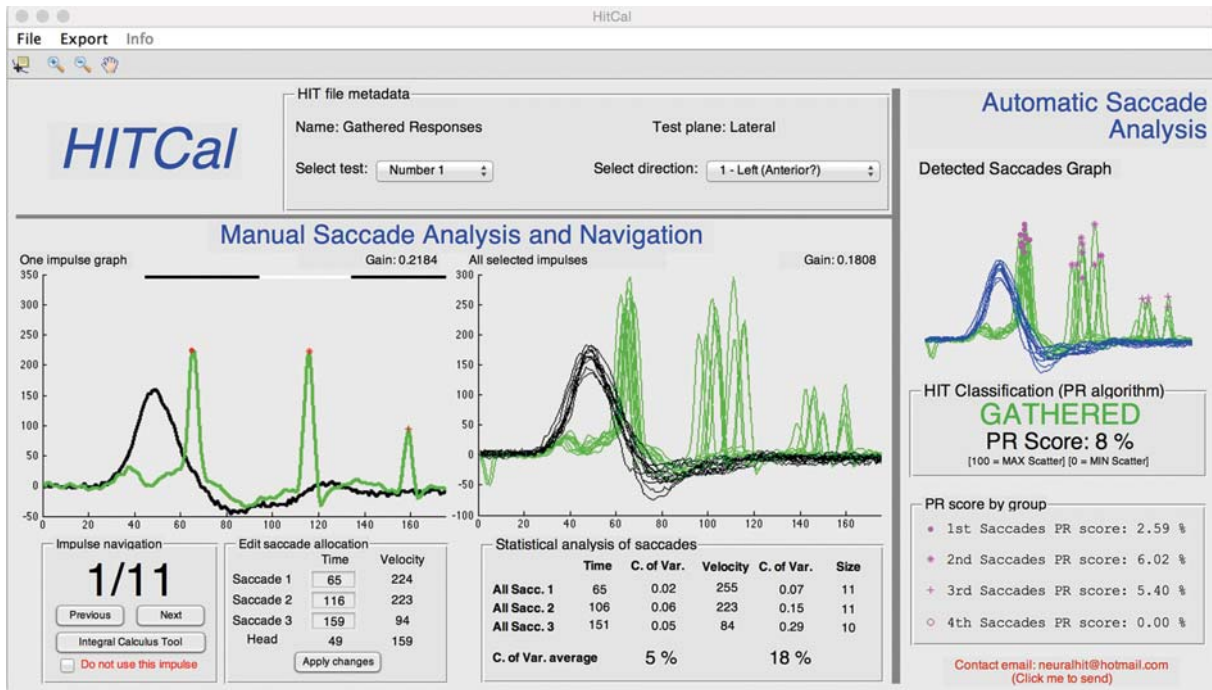 HitCal
File Export Info
HITCal
HIT file metadata
Name: Gathered Responses
Test plane: Lateral
Select test: Number 1
Select direction: 1 - Left (Anterior?)
Manual Saccade Analysis and Navigation
One impulse graph
Gain: 0.2184
350
300
250
200
150
100
50
0
-50
0 20 40 60 80 100 120 140 160
All selected impulses
Gain: 0.1808
300
250
200
150
100
50
0
-50
-100
0 20 40 60 80 100 120 140 160
Impulse navigation
1/11
Previous Next
Integral Calculus Tool
Do not use this impulse
Edit saccade allocation
Time Velocity
Saccade 1 65 224
Saccade 2 116 223
Saccade 3 159 94
Head 49 159
Apply changes
Statistical analysis of saccades
Time C. of Var. Velocity C. of Var. Size
All Sacc. 1 65 0.02 255 0.07 11
All Sacc. 2 106 0.06 223 0.15 11
All Sacc. 3 151 0.05 84 0.29 10
C. of Var. average 5 % 18 %
Automatic Saccade
Analysis
Detected Saccades Graph
HIT Classification (PR algorithm)
GATHERED
PR Score: 8 %
[100 = MAX Scatter] [0 = MIN Scatter]
PR score by group
1st Saccades PR score: 2.59 %
2nd Saccades PR score: 6.02 %
3rd Saccades PR score: 5.40 %
4th Saccades PR score: 0.00 %
Contact email: neuralhit@hotmail.com
(Click me to send)